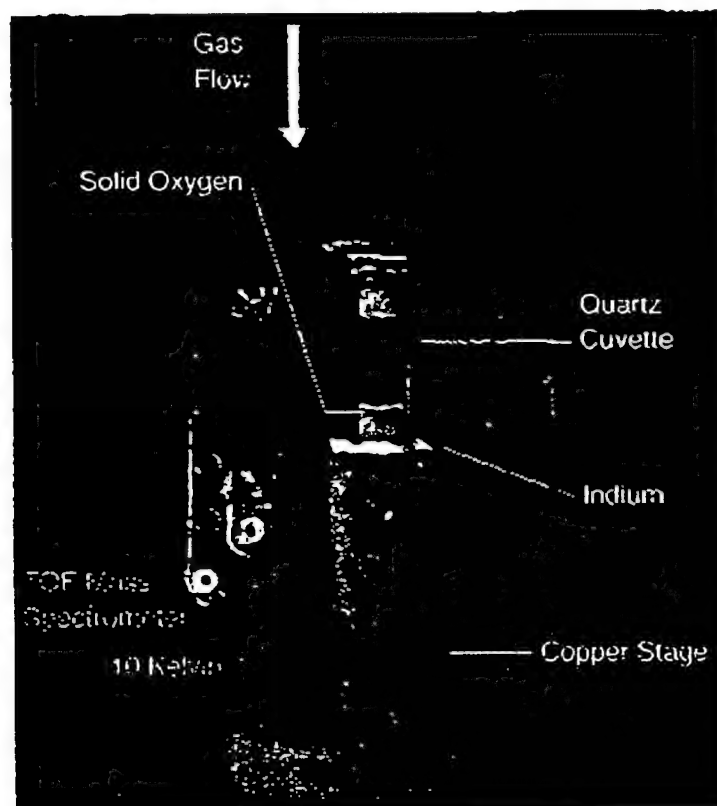 Gas
Flow
Solid Oxygen
Quartz
Cuvette
Indium
TOF Mass
Spectrometer
Copper Stage
10 Kelvin